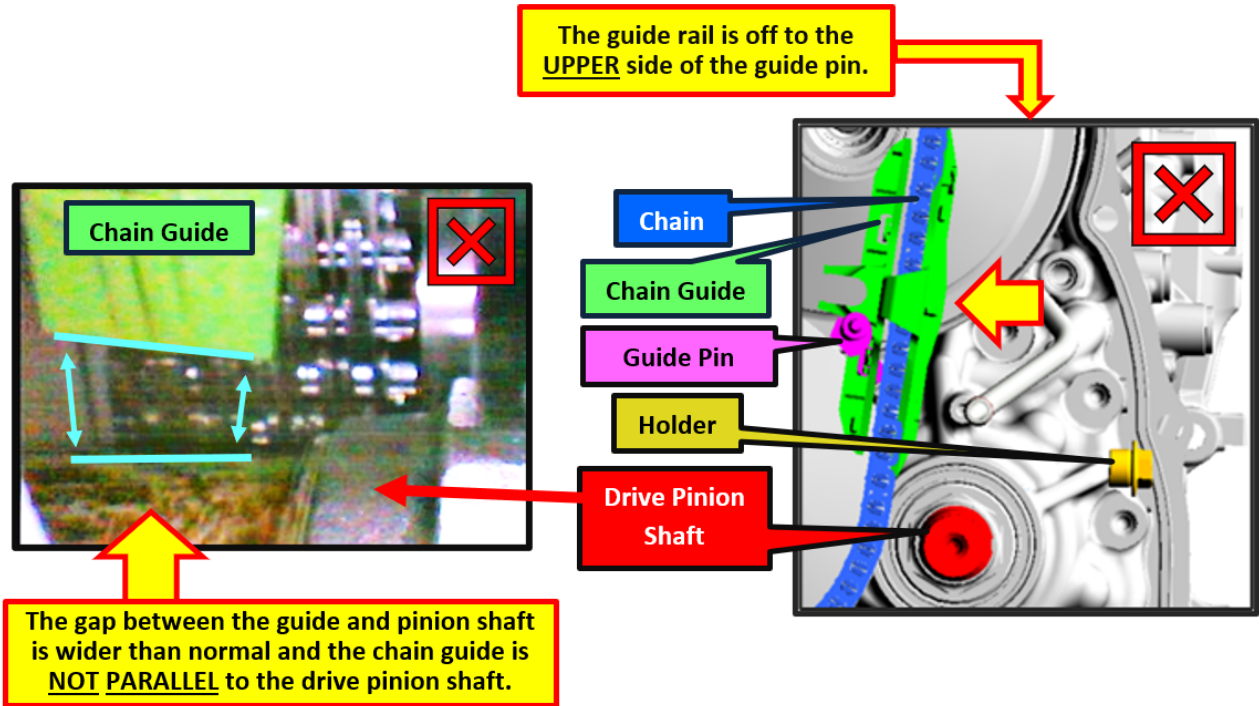 The guide rail is off to the
UPPER side of the guide pin.
Chain Guide
Chain
Chain Guide
Guide Pin
Holder
Drive Pinion
Shaft
The gap between the guide and pinion shaft
is wider than normal and the chain guide is
NOT PARALLEL to the drive pinion shaft.